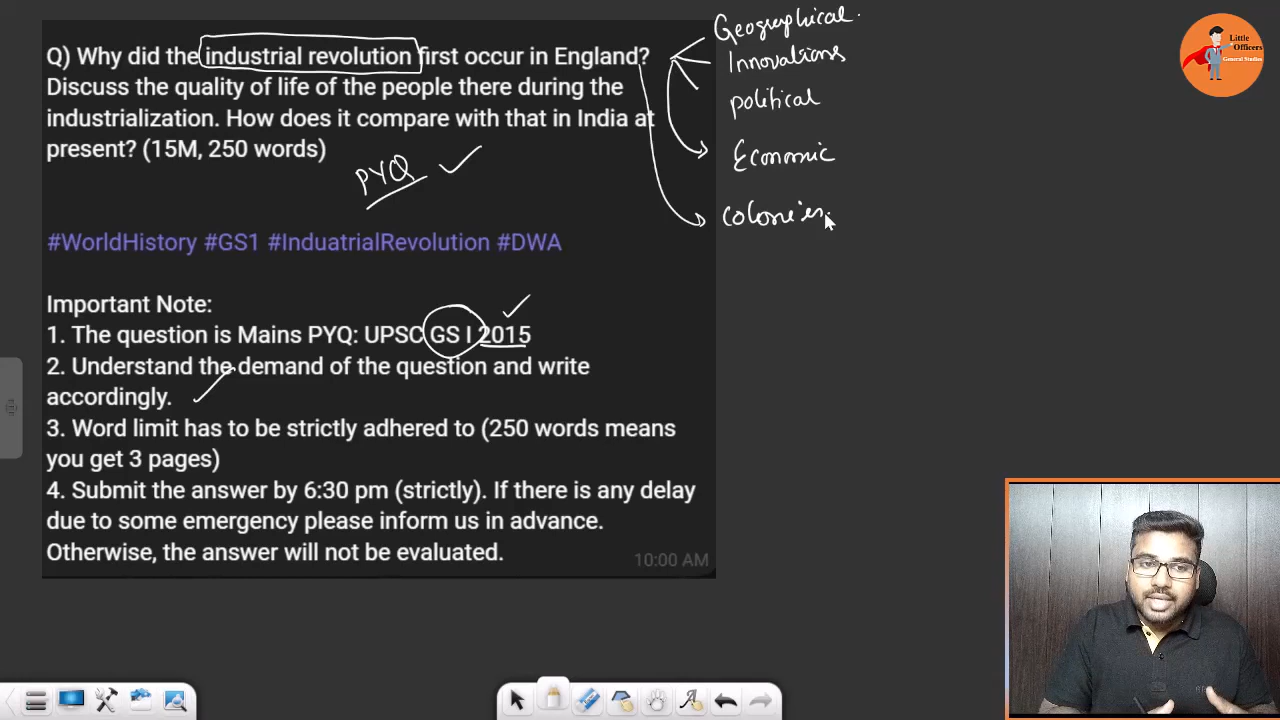 Q) Why did the industrial revolution first occur in England?
Discuss the quality of life of the people there during the
industrialization. How does it compare with that in India at
present? (15M, 250 words)
PYQ
#WorldHistory #GS1 #InduatrialRevolution #DWA
Important Note:
1. The question is Mains PYQ: UPSC GS I 2015
2. Understand the demand of the question and write
accordingly.
3. Word limit has to be strictly adhered to (250 words means
you get 3 pages)
4. Submit the answer by 6:30 pm (strictly). If there is any delay
due to some emergency please inform us in advance.
Otherwise, the answer will not be evaluated.
10:00 AM
Geographical.
Innovations
political
Economic
Colonies
Little
Officers
General Studies